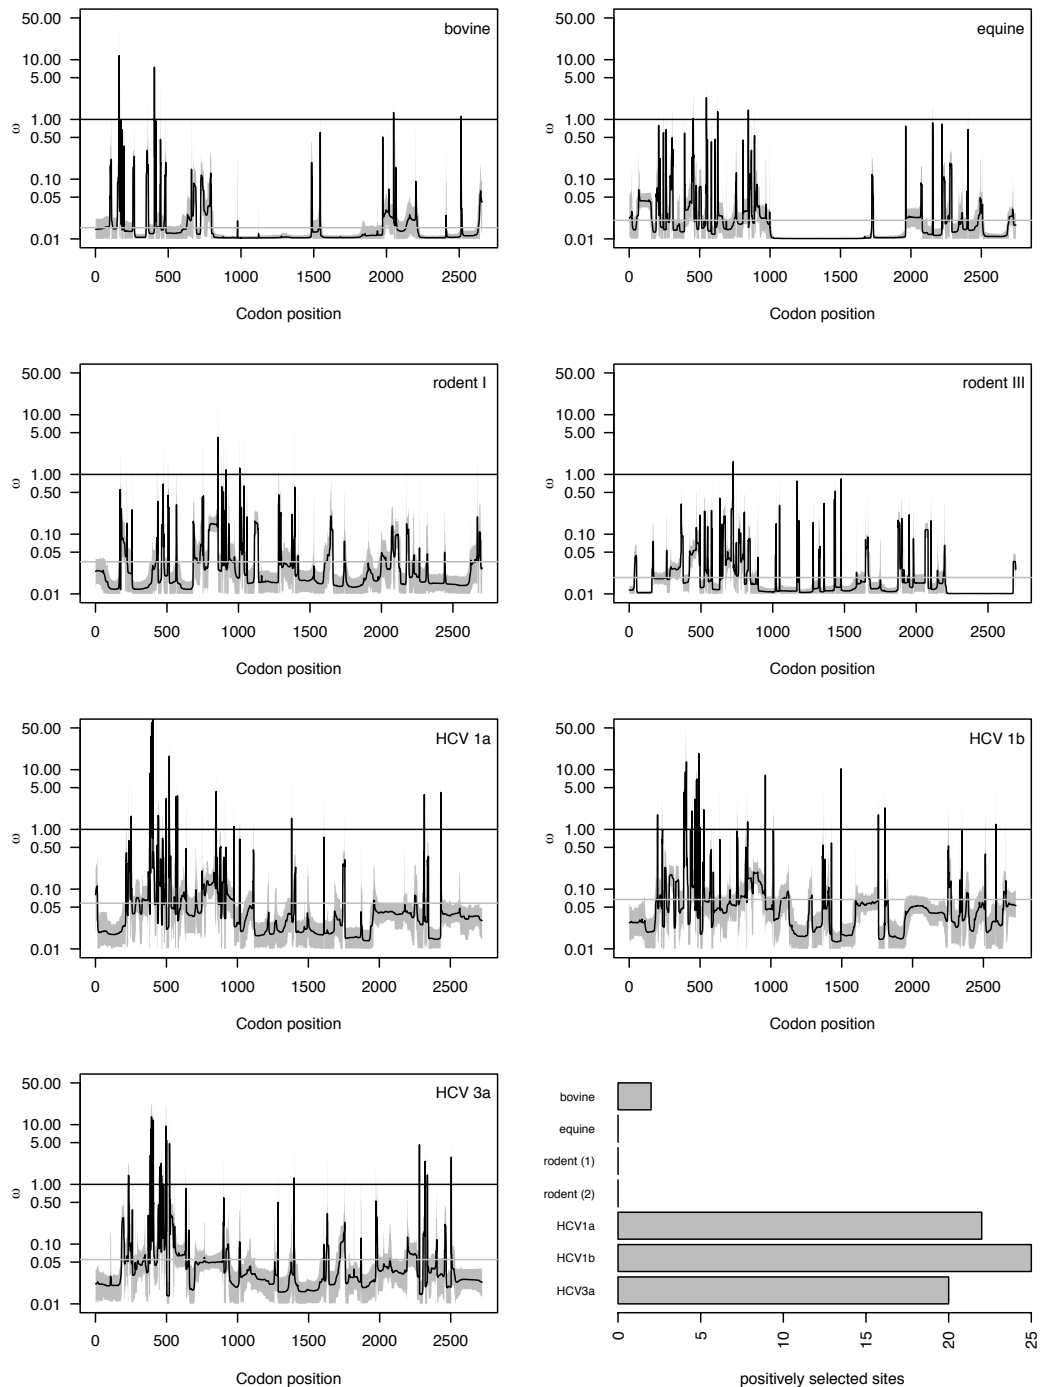 bovine
50.00
10.00
5.00
1.00
0.50
0.10
0.05
0.01
ω
0 500 1000 1500 2000 2500
Codon position
equine
50.00
10.00
5.00
1.00
0.50
0.10
0.05
0.01
ω
0 500 1000 1500 2000 2500
Codon position
rodent I
50.00
10.00
5.00
1.00
0.50
0.10
0.05
0.01
ω
0 500 1000 1500 2000 2500
Codon position
rodent III
50.00
10.00
5.00
1.00
0.50
0.10
0.05
0.01
ω
0 500 1000 1500 2000 2500
Codon position
HCV 1a
50.00
10.00
5.00
1.00
0.50
0.10
0.05
0.01
ω
0 500 1000 1500 2000 2500
Codon position
HCV 1b
50.00
10.00
5.00
1.00
0.50
0.10
0.05
0.01
ω
0 500 1000 1500 2000 2500
Codon position
HCV 3a
50.00
10.00
5.00
1.00
0.50
0.10
0.05
0.01
ω
0 500 1000 1500 2000 2500
Codon position
bovine
equine
rodent (1)
rodent (2)
HCV1a
HCV1b
HCV3a
0 5 10 15 20 25
positively selected sites